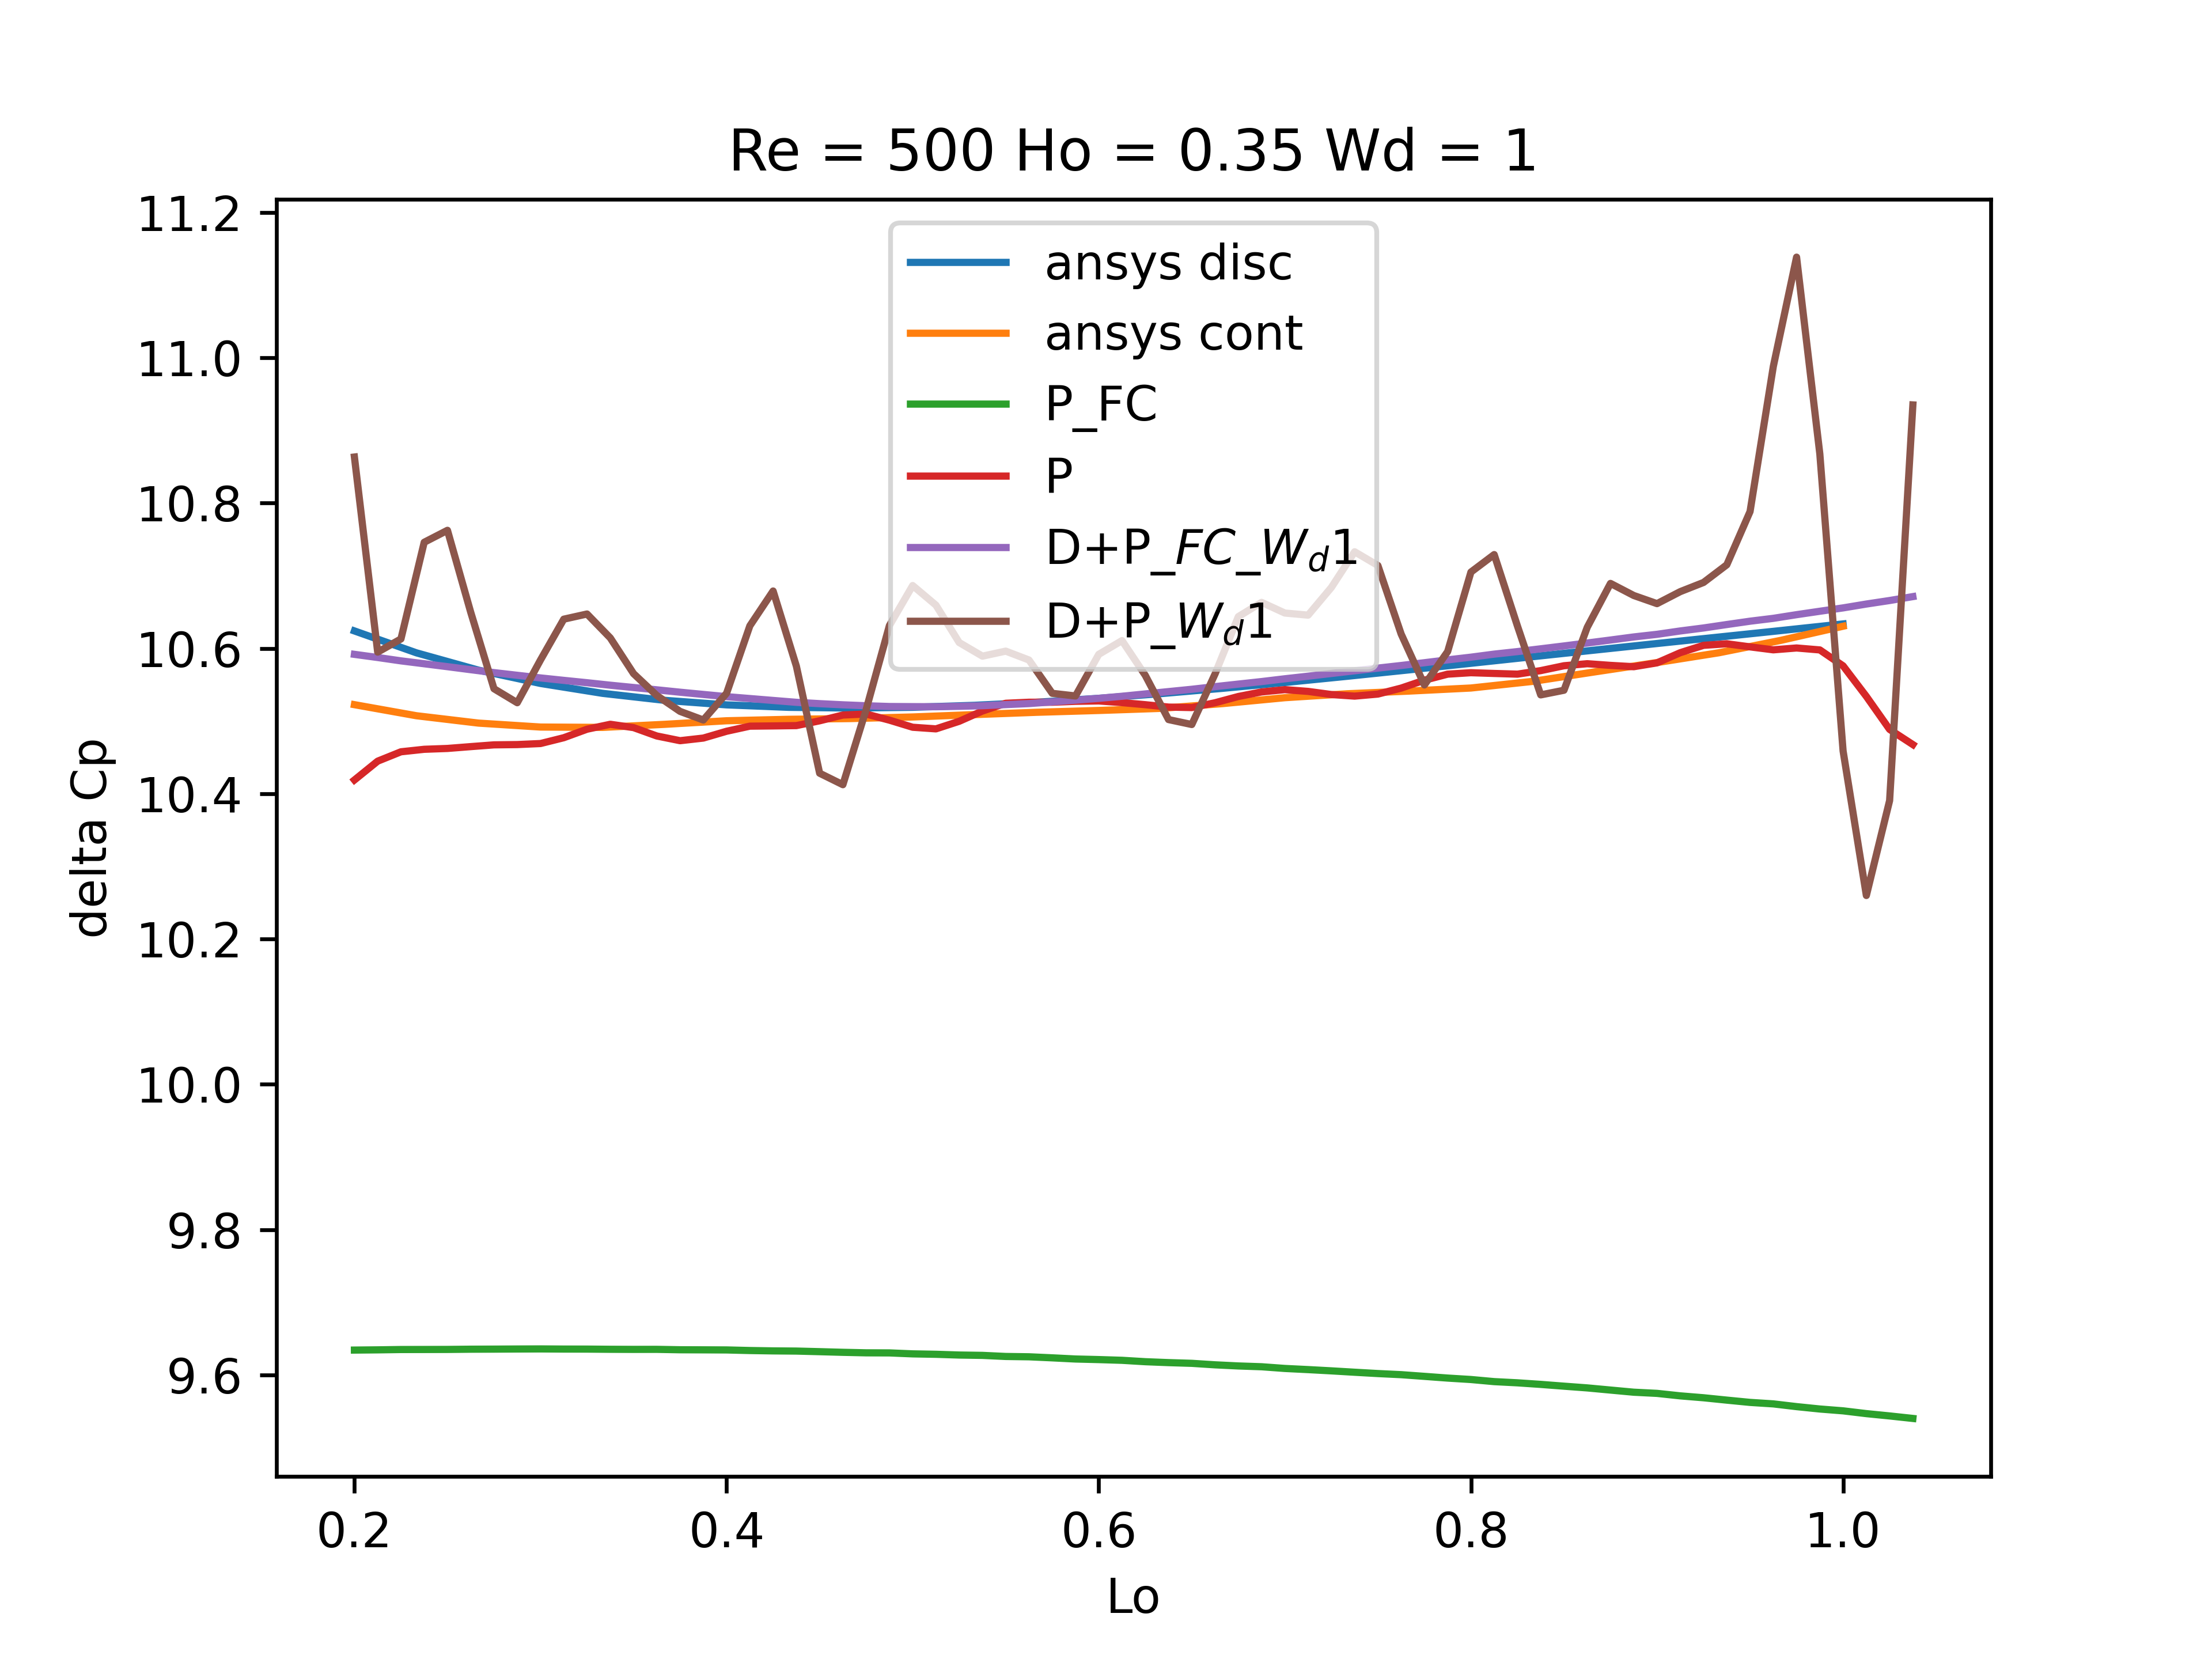 Re = 500 Ho = 0.35 Wd = 1
11.2
11.0
10.8
10.6
10.4
10.2
10.0
9.8
9.6
delta Cp
ansys disc
ansys cont
P_FC
P
D+P_FC_W_d1
D+P_W_d1
0.2 0.4 0.6 0.8 1.0
Lo